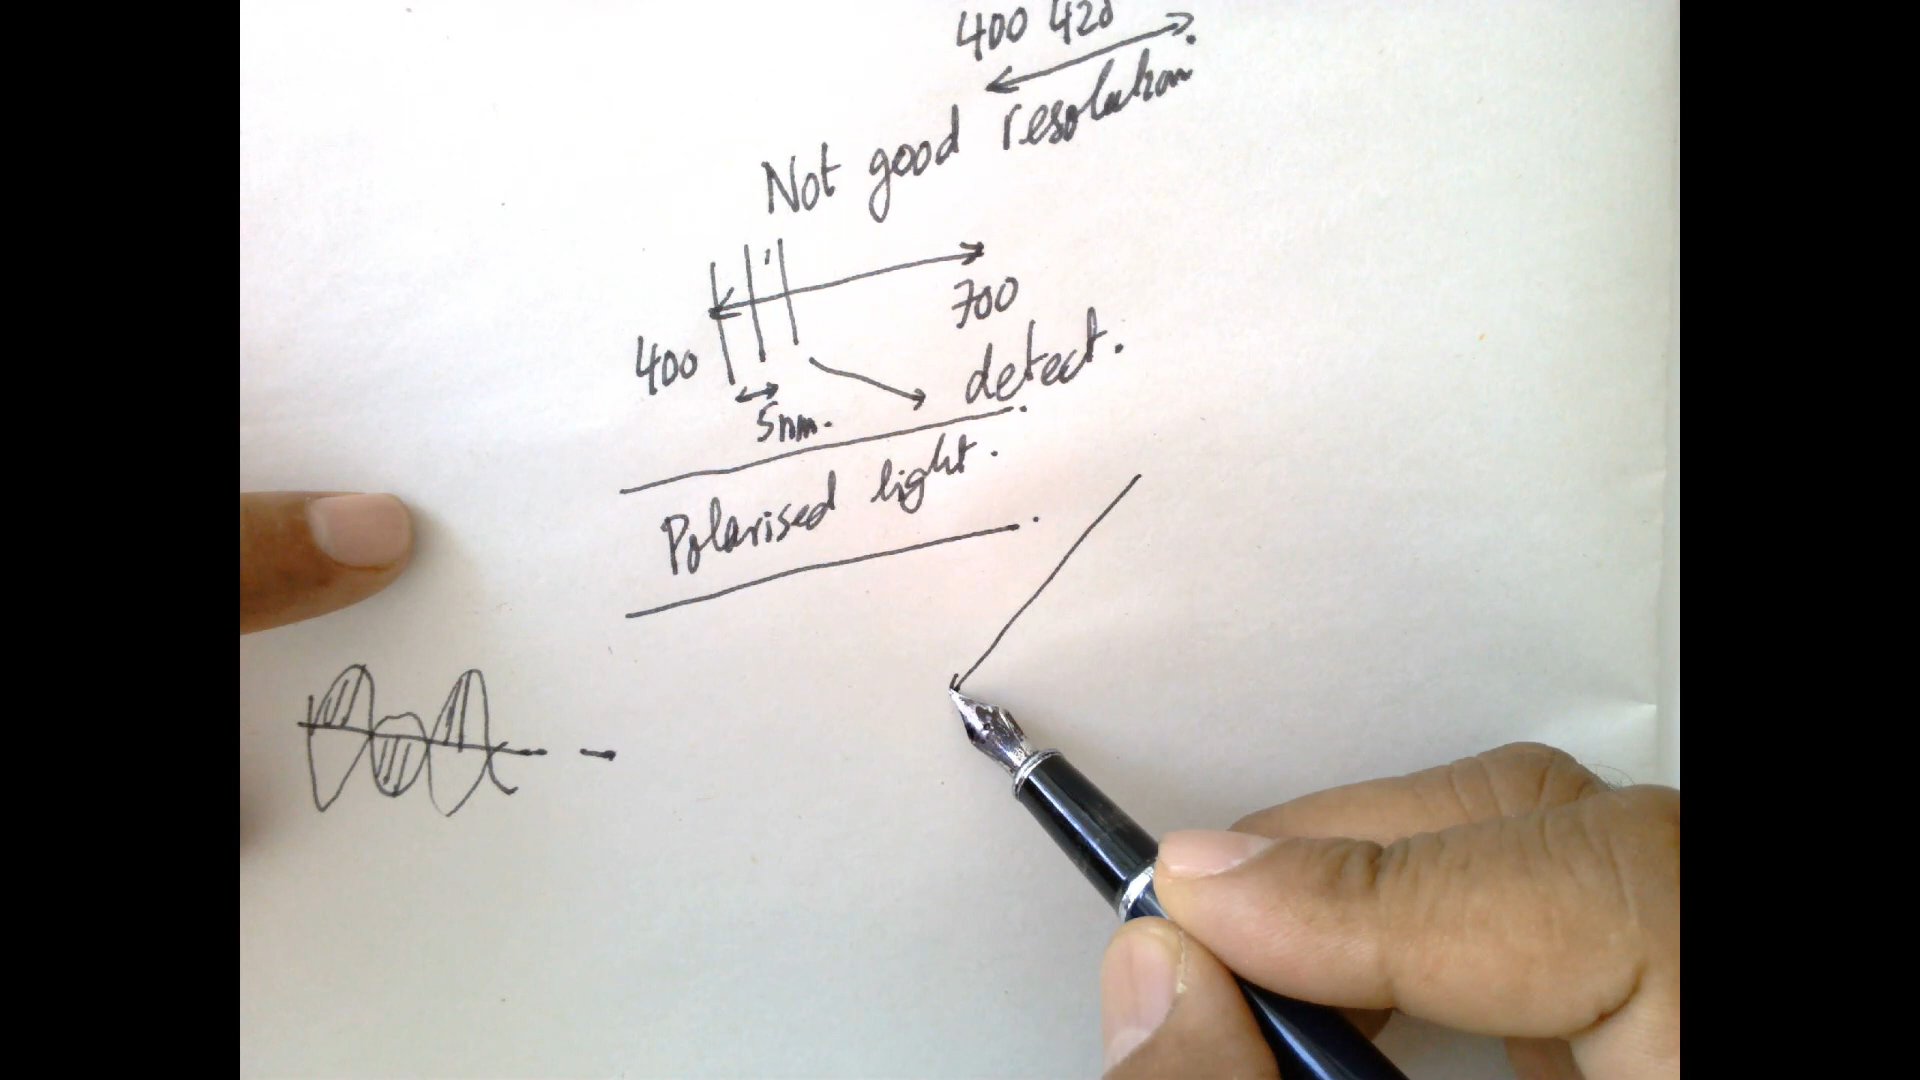 400 420
Not good resolution.
400 700
5nm.
detect.
Polarised light.